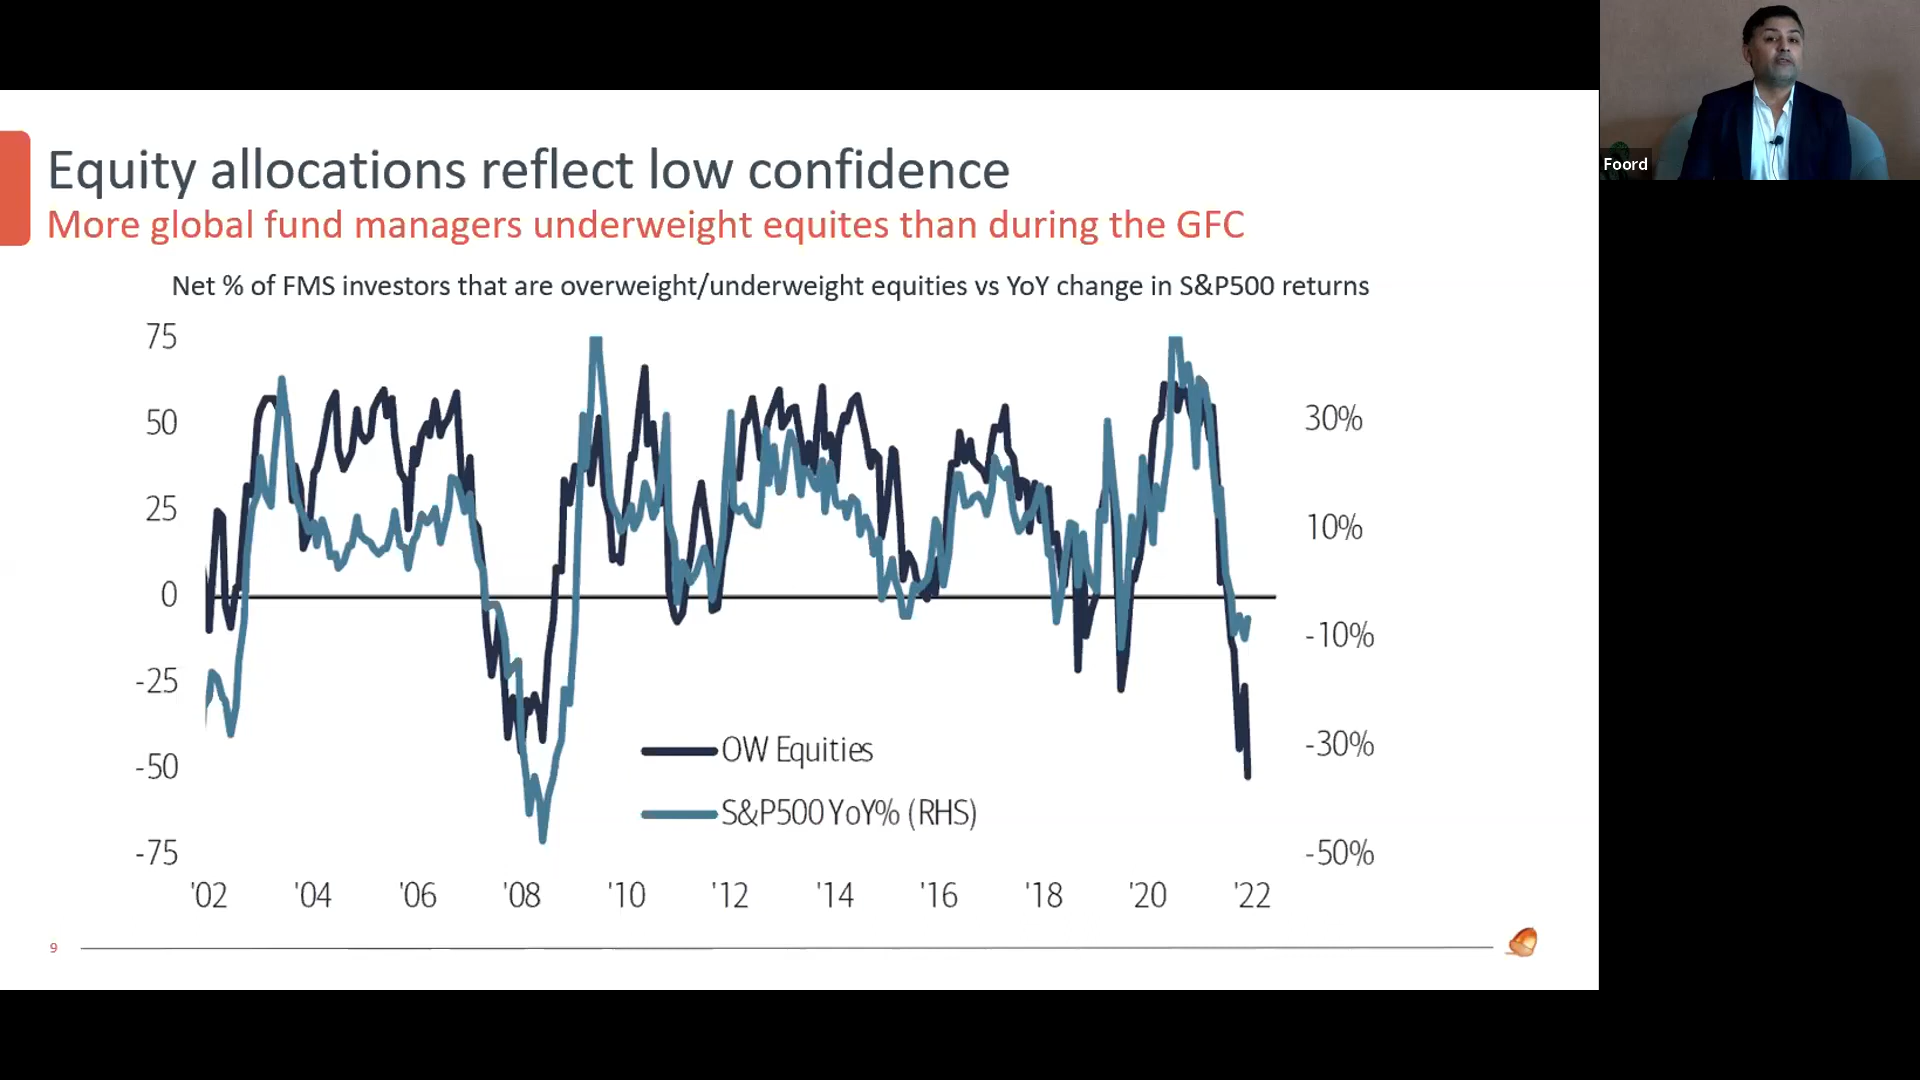 Equity allocations reflect low confidence
More global fund managers underweight equites than during the GFC
Net % of FMS investors that are overweight/underweight equities vs YoY change in S&P500 returns
75
50
25
0
-25
-50
-75
30%
10%
-10%
-30%
-50%
OW Equities
S&P500 YoY% (RHS)
'02 '04 '06 '08 '10 '12 '14 '16 '18 '20 '22
9
Foord